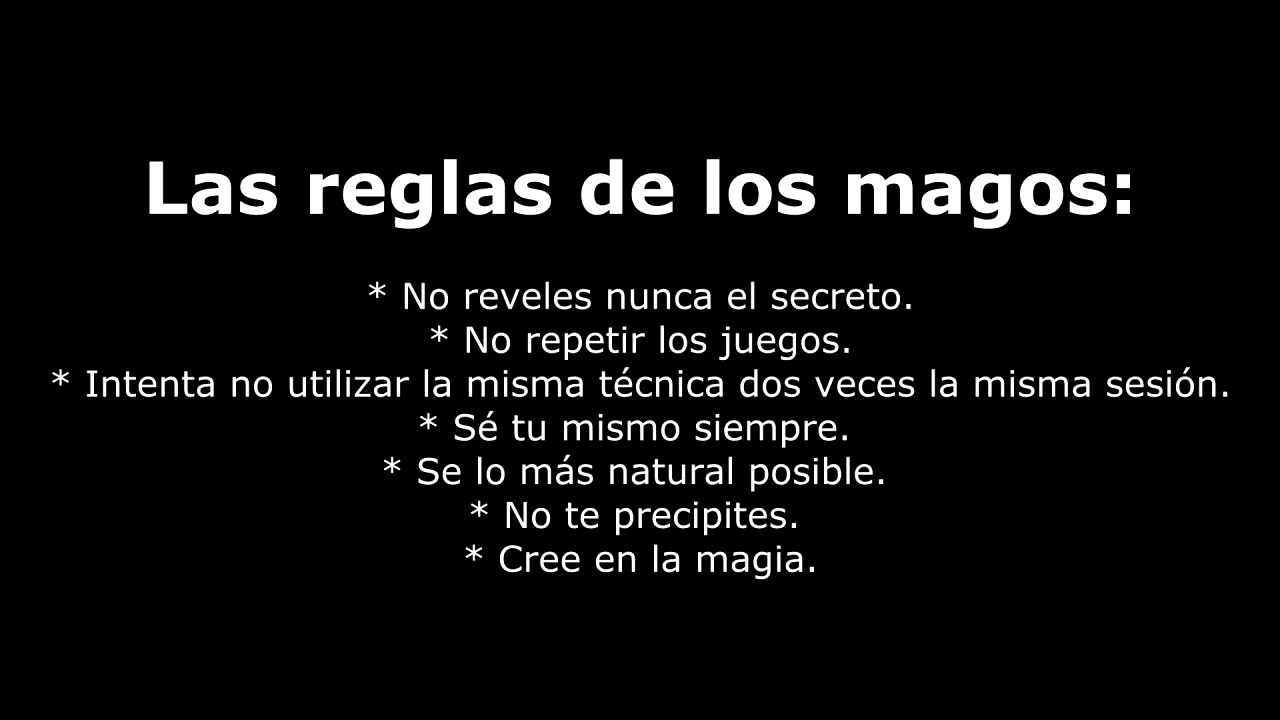 Las reglas de los magos:
* No reveles nunca el secreto.
* No repetir los juegos.
* Intenta no utilizar la misma técnica dos veces la misma sesión.
* Sé tu mismo siempre.
* Se lo más natural posible.
* No te precipites.
* Cree en la magia.